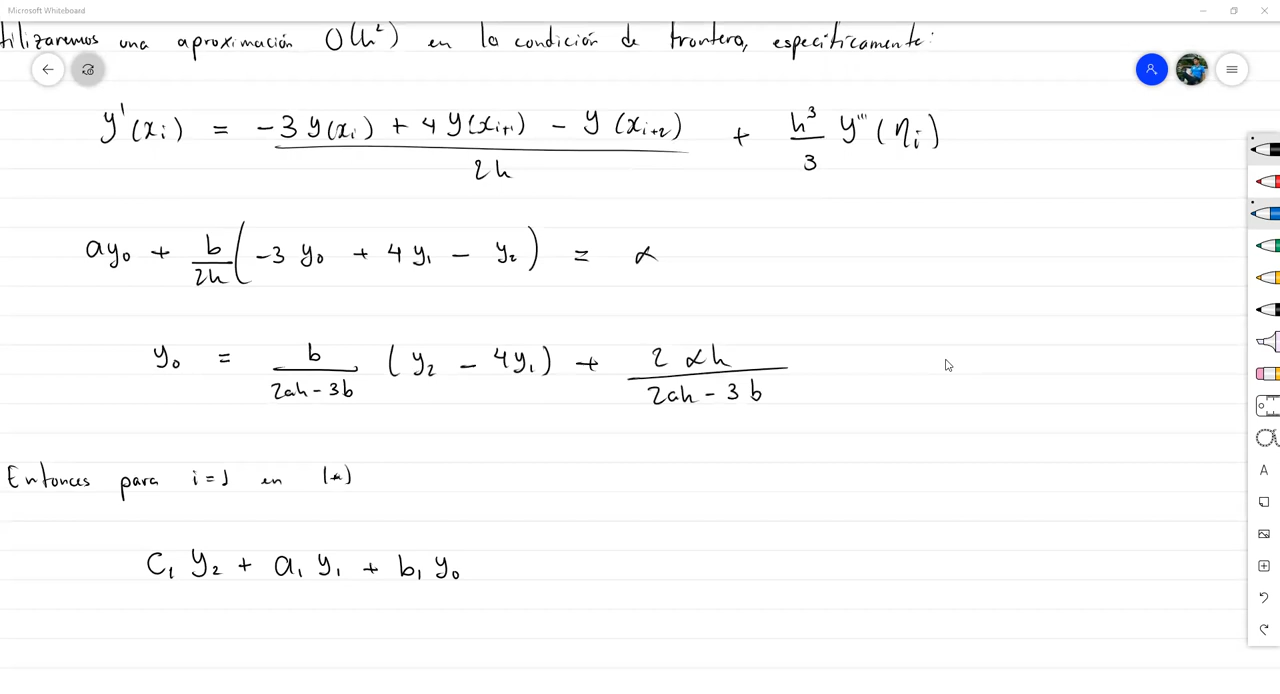 Microsoft Whiteboard
tilizaremos una aproximación O(h²) en la condición de frontera, específicamente:
y'(xᵢ) = (-3 y(xᵢ) + 4 y(xᵢ₊₁) - y(xᵢ₊₂)) / 2h + h³/3 y'''(ηᵢ)
ay₀ + b/2h (-3 y₀ + 4 y₁ - y₂) = α
y₀ = b/(2ah - 3b) (y₂ - 4y₁) + 2αh/(2ah - 3b)
Entonces para i=1 en (*)
C₁ y₂ + a₁ y₁ + b₁ y₀
A